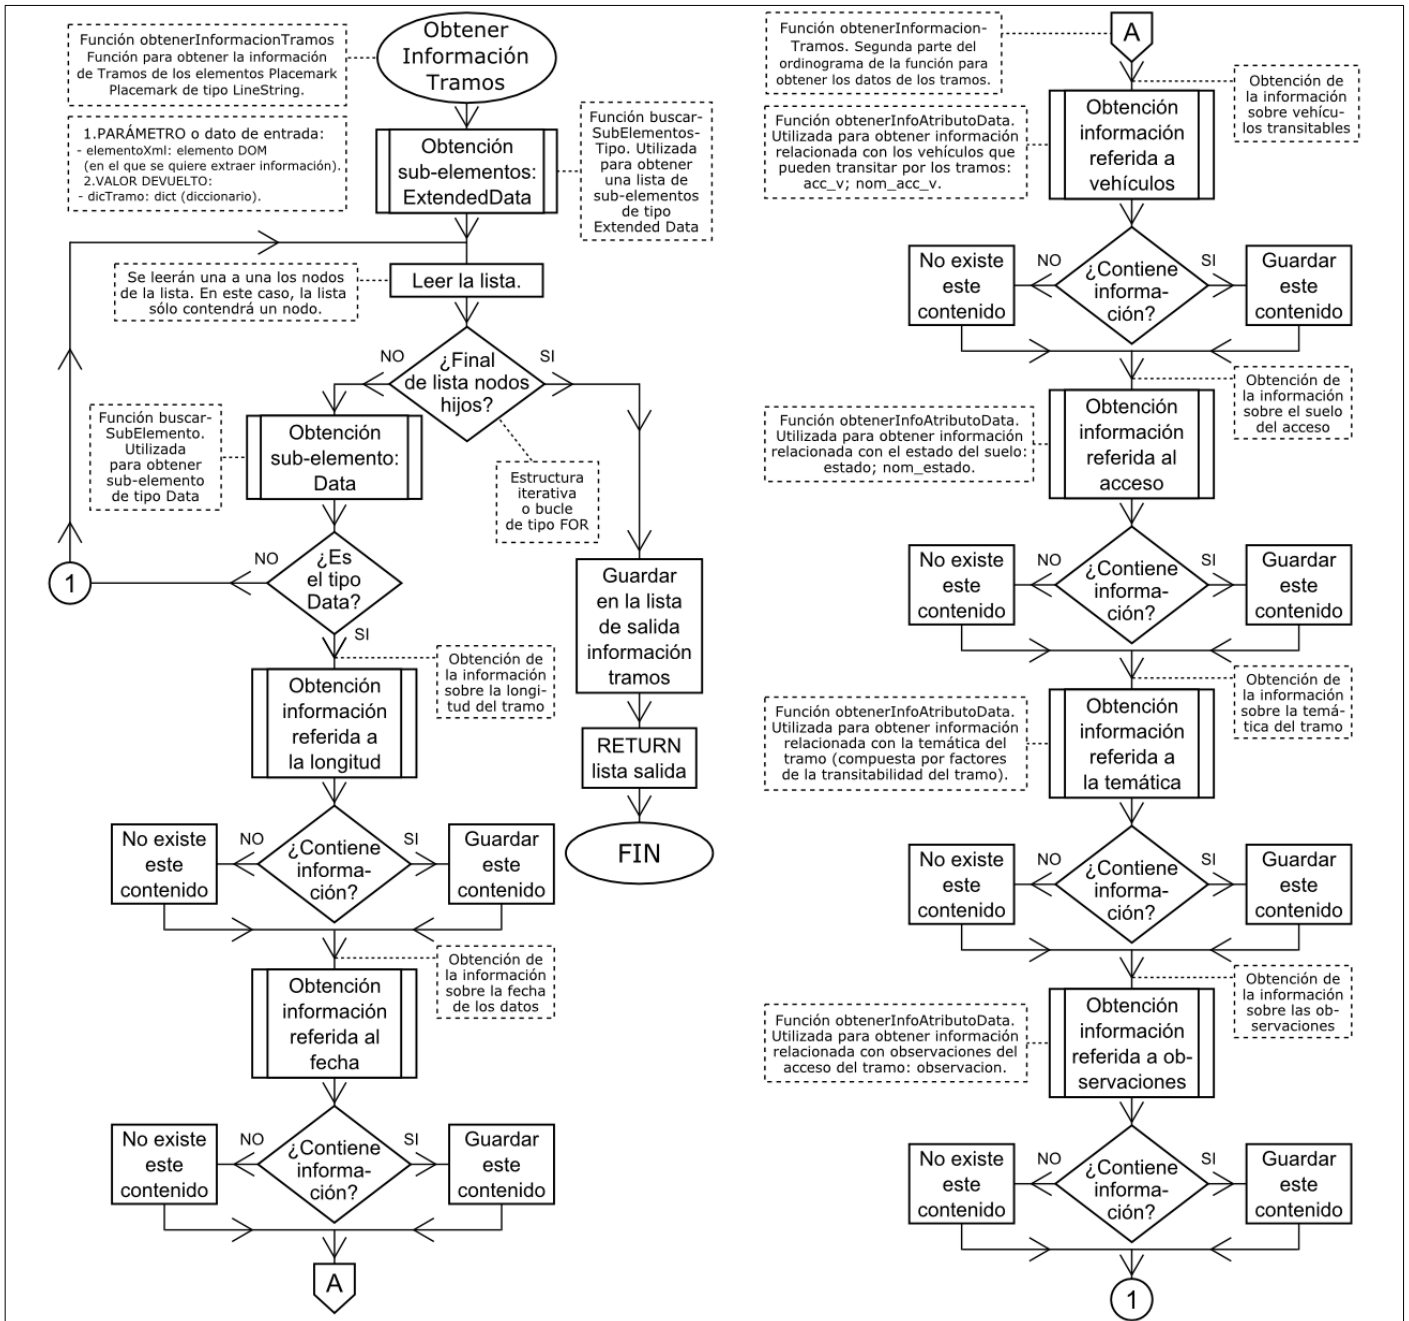 Función obtenerInformacionTramos
Función para obtener la información
de Tramos de los elementos Placemark
Placemark de tipo LineString.
Obtener
Información
Tramos
1.PARÁMETRO o dato de entrada:
- elementoXml: elemento DOM
(en el que se quiere extraer información).
2.VALOR DEVUELTO:
- dicTramo: dict (diccionario).
Obtención
sub-elementos:
ExtendedData
Función buscar-
SubElementos-
Tipo. Utilizada
para obtener
una lista de
sub-elementos
de tipo
Extended Data
Se leerán una a una los nodos
de la lista. En este caso, la lista
sólo contendrá un nodo.
Leer la lista.
¿Final
de lista nodos
hijos?
NO
SI
Función buscar-
SubElemento.
Utilizada
para obtener
sub-elemento
de tipo Data
Obtención
sub-elemento:
Data
Estructura
iterativa
o bucle
de tipo FOR
¿Es
el tipo
Data?
NO
SI
1
Guardar
en la lista
de salida
información
tramos
RETURN
lista salida
FIN
Obtención de
la información
sobre la longi-
tud del tramo
Obtención
información
referida a
la longitud
¿Contiene
informa-
ción?
NO
SI
No existe
este
contenido
Guardar
este
contenido
Obtención de
la información
sobre la fecha
de los datos
Obtención
información
referida al
fecha
¿Contiene
informa-
ción?
NO
SI
No existe
este
contenido
Guardar
este
contenido
A
Función obtenerInformacion-
Tramos. Segunda parte del
ordinograma de la función para
obtener los datos de los tramos.
A
Obtención de
la información
sobre vehícu-
los transitables
Función obtenerInfoAtributoData.
Utilizada para obtener información
relacionada con los vehículos que
pueden transitar por los tramos:
acc_v; nom_acc_v.
Obtención
información
referida a
vehículos
¿Contiene
informa-
ción?
NO
SI
No existe
este
contenido
Guardar
este
contenido
Obtención de
la información
sobre el suelo
del acceso
Función obtenerInfoAtributoData.
Utilizada para obtener información
relacionada con el estado del suelo:
estado; nom_estado.
Obtención
información
referida al
acceso
¿Contiene
informa-
ción?
NO
SI
No existe
este
contenido
Guardar
este
contenido
Obtención de
la información
sobre la temá-
tica del tramo
Función obtenerInfoAtributoData.
Utilizada para obtener información
relacionada con la temática del
tramo (compuesta por factores
de la transitabilidad del tramo).
Obtención
información
referida a
la temática
¿Contiene
informa-
ción?
NO
SI
No existe
este
contenido
Guardar
este
contenido
Obtención de
la información
sobre las ob-
servaciones
Función obtenerInfoAtributoData.
Utilizada para obtener información
relacionada con observaciones del
acceso del tramo: observacion.
Obtención
información
referida a ob-
servaciones
¿Contiene
informa-
ción?
NO
SI
No existe
este
contenido
Guardar
este
contenido
1